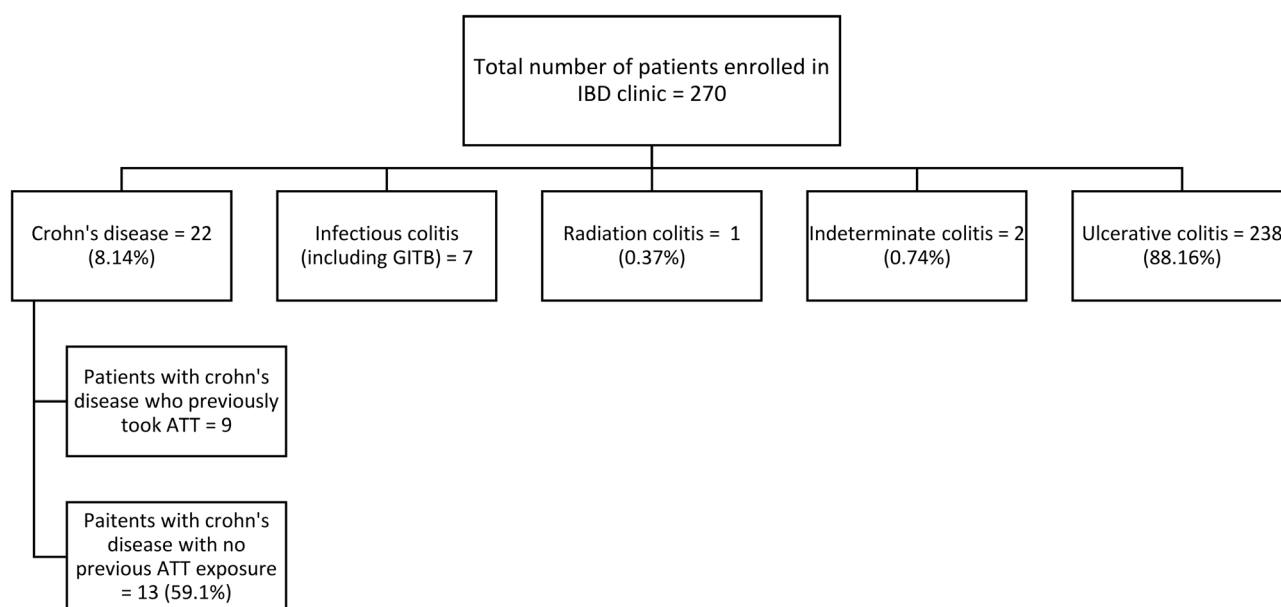 Total number of patients enrolled in
IBD clinic = 270
Crohn's disease = 22
(8.14%)
Infectious colitis
(including GITB) = 7
Radiation colitis = 1
(0.37%)
Indeterminate colitis = 2
(0.74%)
Ulcerative colitis = 238
(88.16%)
Patients with crohn's
disease who previously
took ATT = 9
Paitents with crohn's
disease with no
previous ATT exposure
= 13 (59.1%)